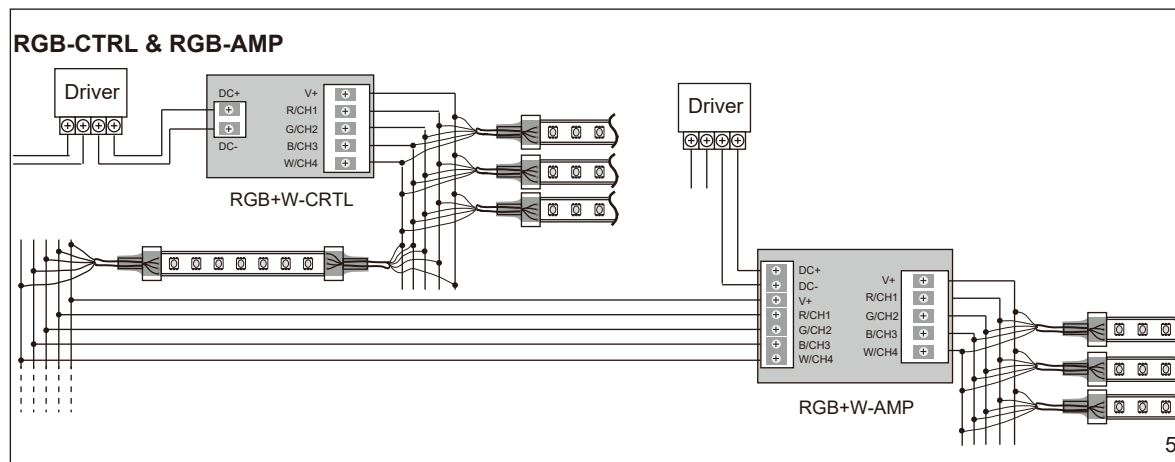 RGB-CTRL & RGB-AMP
Driver
DC+
DC-
V+
R/CH1
G/CH2
B/CH3
W/CH4
RGB+W-CRTL
Driver
DC+
DC-
V+
R/CH1
G/CH2
B/CH3
W/CH4
V+
R/CH1
G/CH2
B/CH3
W/CH4
RGB+W-AMP
5